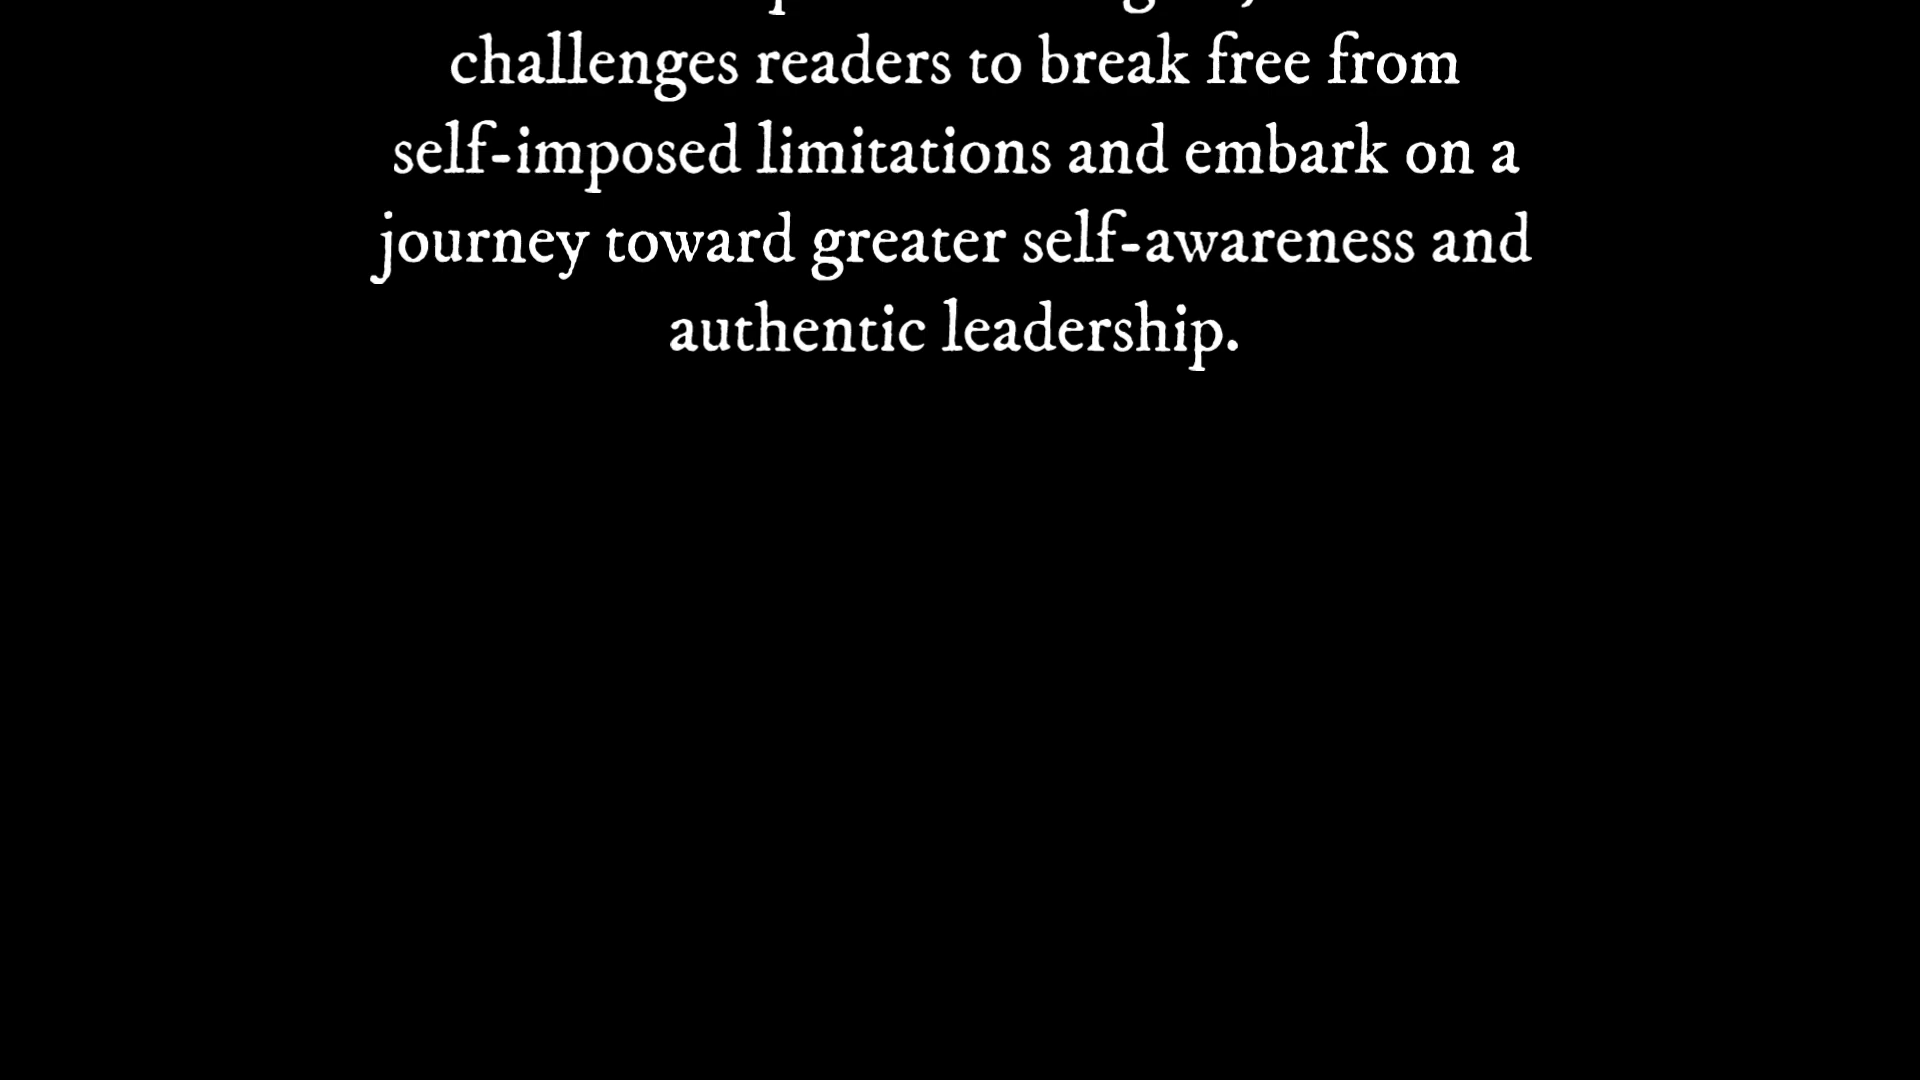 challenges readers to break free from
self-imposed limitations and embark on a
journey toward greater self-awareness and
authentic leadership.